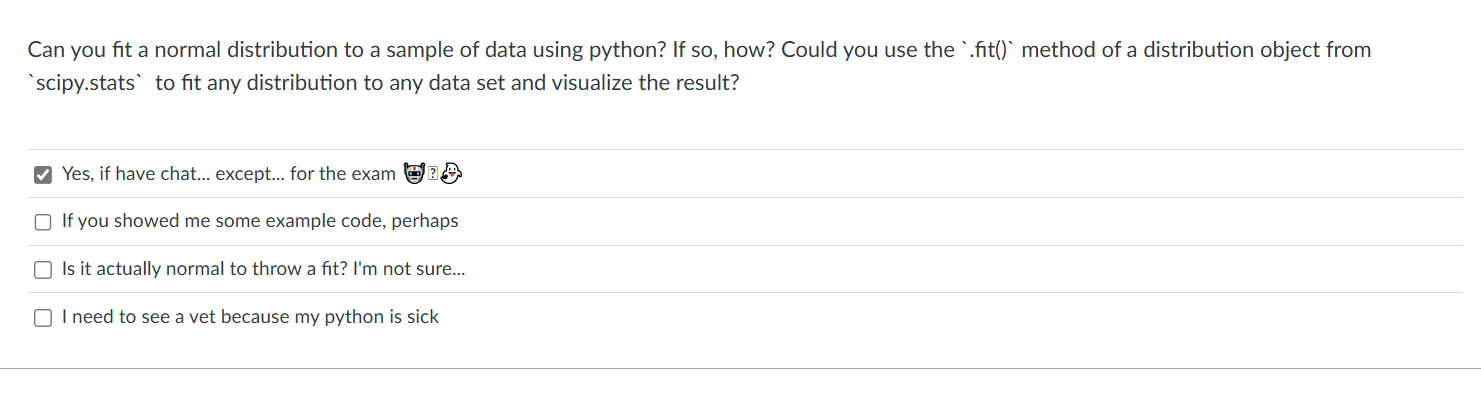 Can you fit a normal distribution to a sample of data using python? If so, how? Could you use the `.fit()` method of a distribution object from
`scipy.stats` to fit any distribution to any data set and visualize the result?
Yes, if have chat... except... for the exam
If you showed me some example code, perhaps
Is it actually normal to throw a fit? I'm not sure...
I need to see a vet because my python is sick